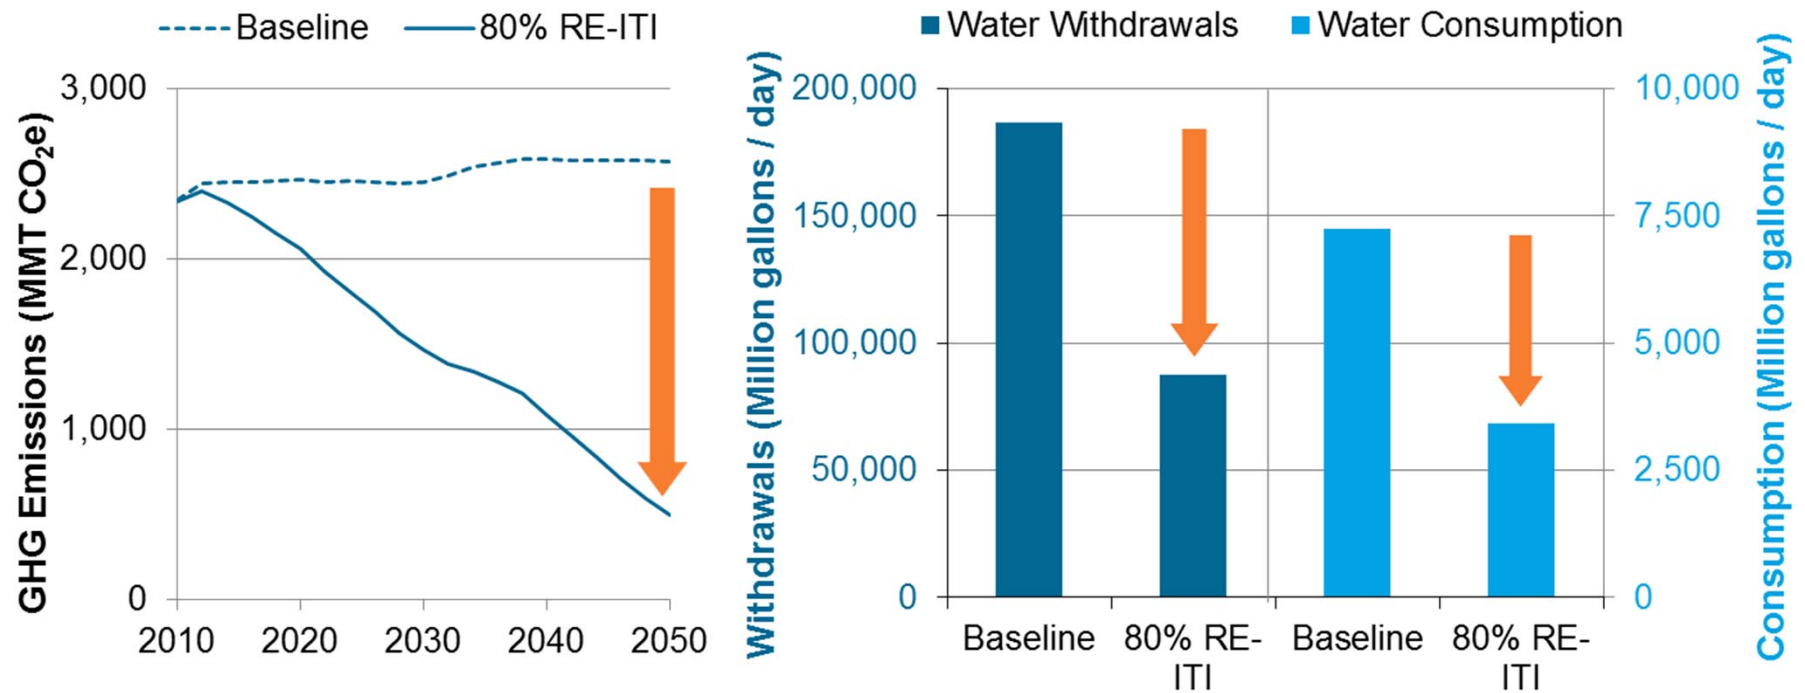 Baseline
80% RE-ITI
GHG Emissions (MMT CO₂e)
3,000
2,000
1,000
0
2010
2020
2030
2040
2050
Water Withdrawals
Water Consumption
Withdrawals (Million gallons / day)
200,000
150,000
100,000
50,000
0
10,000
7,500
5,000
2,500
0
Consumption (Million gallons / day)
Baseline
80% RE-
ITI
Baseline
80% RE-
ITI